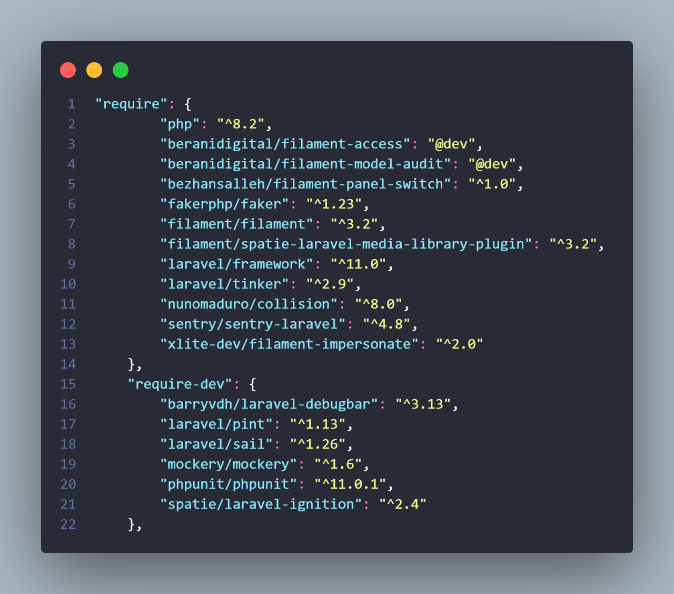 1 "require": {
2 "php": "^8.2",
3 "beranidigital/filament-access": "@dev",
4 "beranidigital/filament-model-audit": "@dev",
5 "bezhansalleh/filament-panel-switch": "^1.0",
6 "fakerphp/faker": "^1.23",
7 "filament/filament": "^3.2",
8 "filament/spatie-laravel-media-library-plugin": "^3.2",
9 "laravel/framework": "^11.0",
10 "laravel/tinker": "^2.9",
11 "nunomaduro/collision": "^8.0",
12 "sentry/sentry-laravel": "^4.8",
13 "xlite-dev/filament-impersonate": "^2.0"
14 },
15 "require-dev": {
16 "barryvdh/laravel-debugbar": "^3.13",
17 "laravel/pint": "^1.13",
18 "laravel/sail": "^1.26",
19 "mockery/mockery": "^1.6",
20 "phpunit/phpunit": "^11.0.1",
21 "spatie/laravel-ignition": "^2.4"
22 },